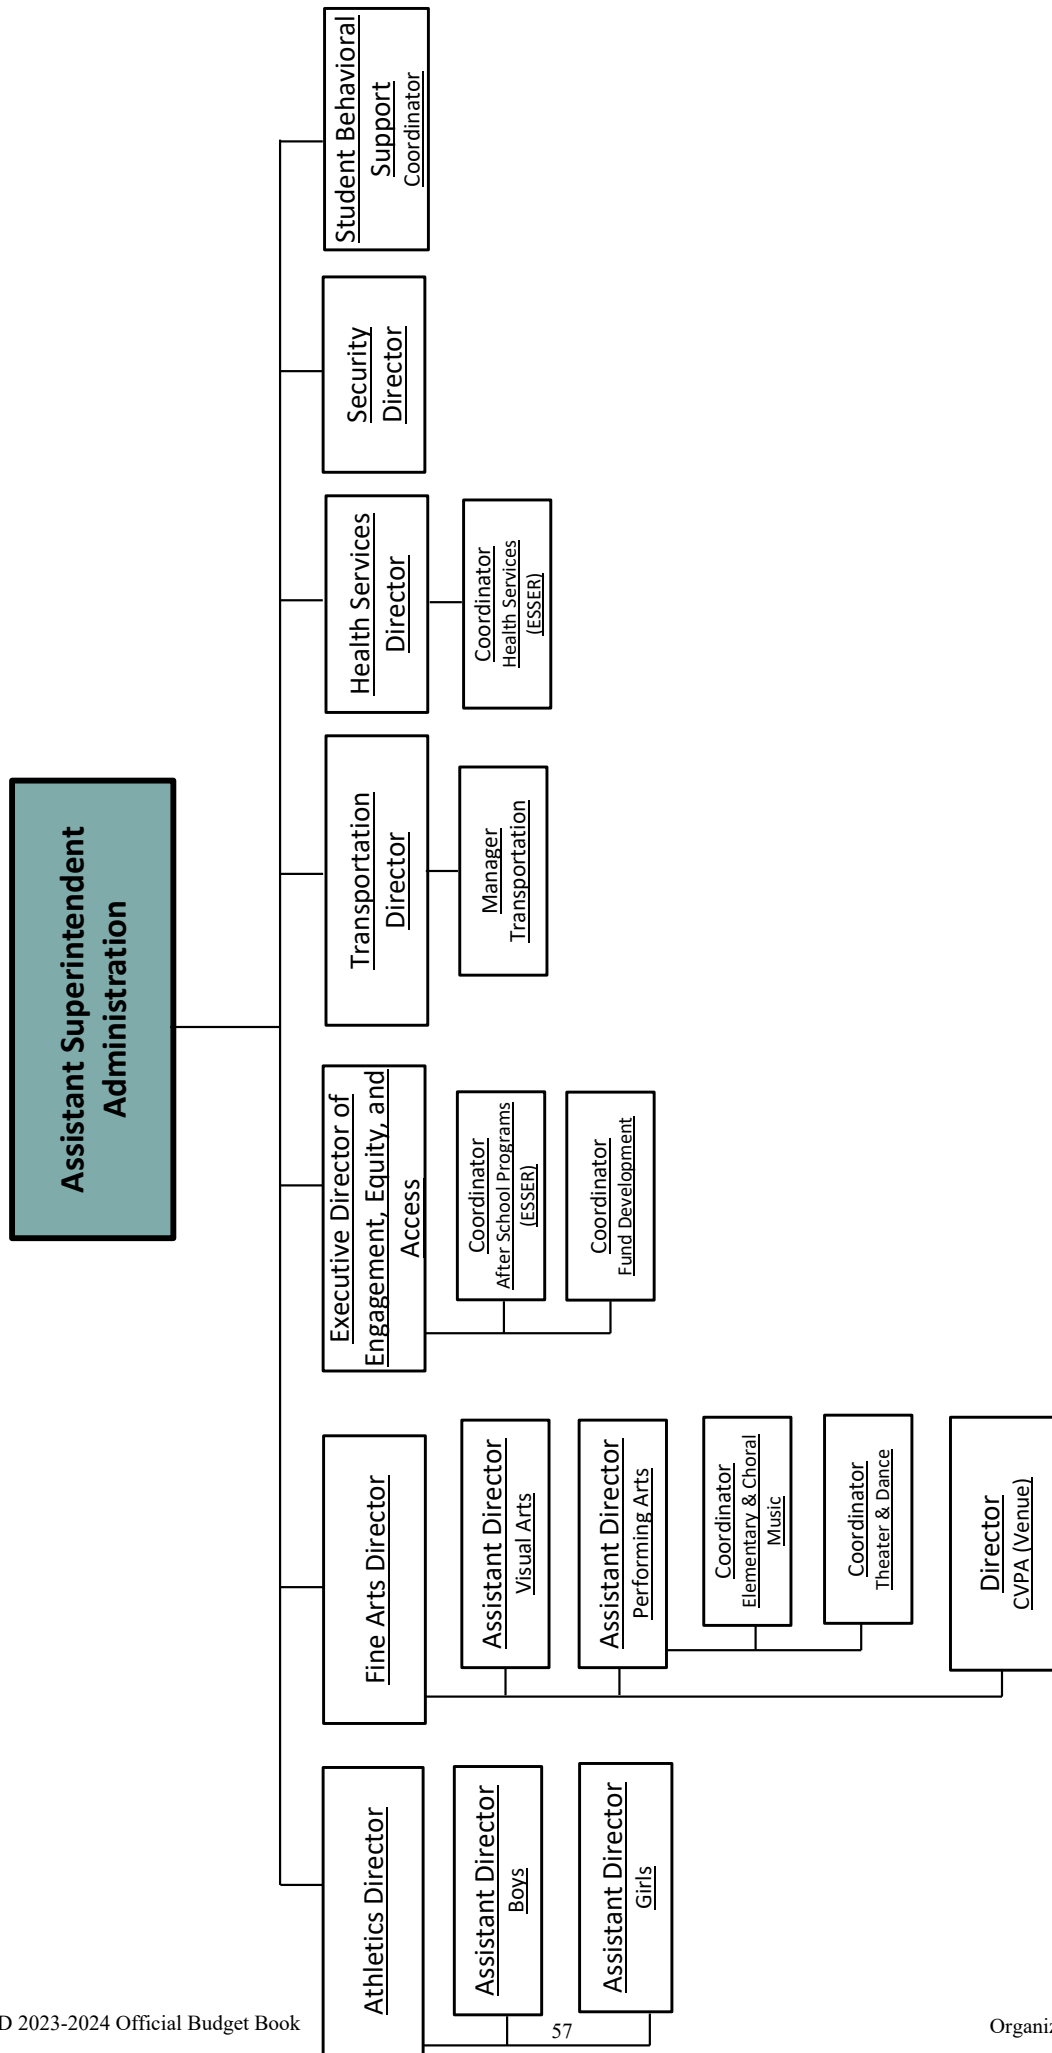 Assistant Superintendent
Administration
Athletics Director
Assistant Director
Boys
Assistant Director
Girls
Fine Arts Director
Assistant Director
Visual Arts
Assistant Director
Performing Arts
Coordinator
Elementary & Choral
Music
Coordinator
Theater & Dance
Director
CVPA (Venue)
Executive Director of
Engagement, Equity, and
Access
Coordinator
After School Programs
(ESSER)
Coordinator
Fund Development
Transportation
Director
Manager
Transportation
Health Services
Director
Coordinator
Health Services
(ESSER)
Security
Director
Student Behavioral
Support
Coordinator
D 2023-2024 Official Budget Book
57
Organiz